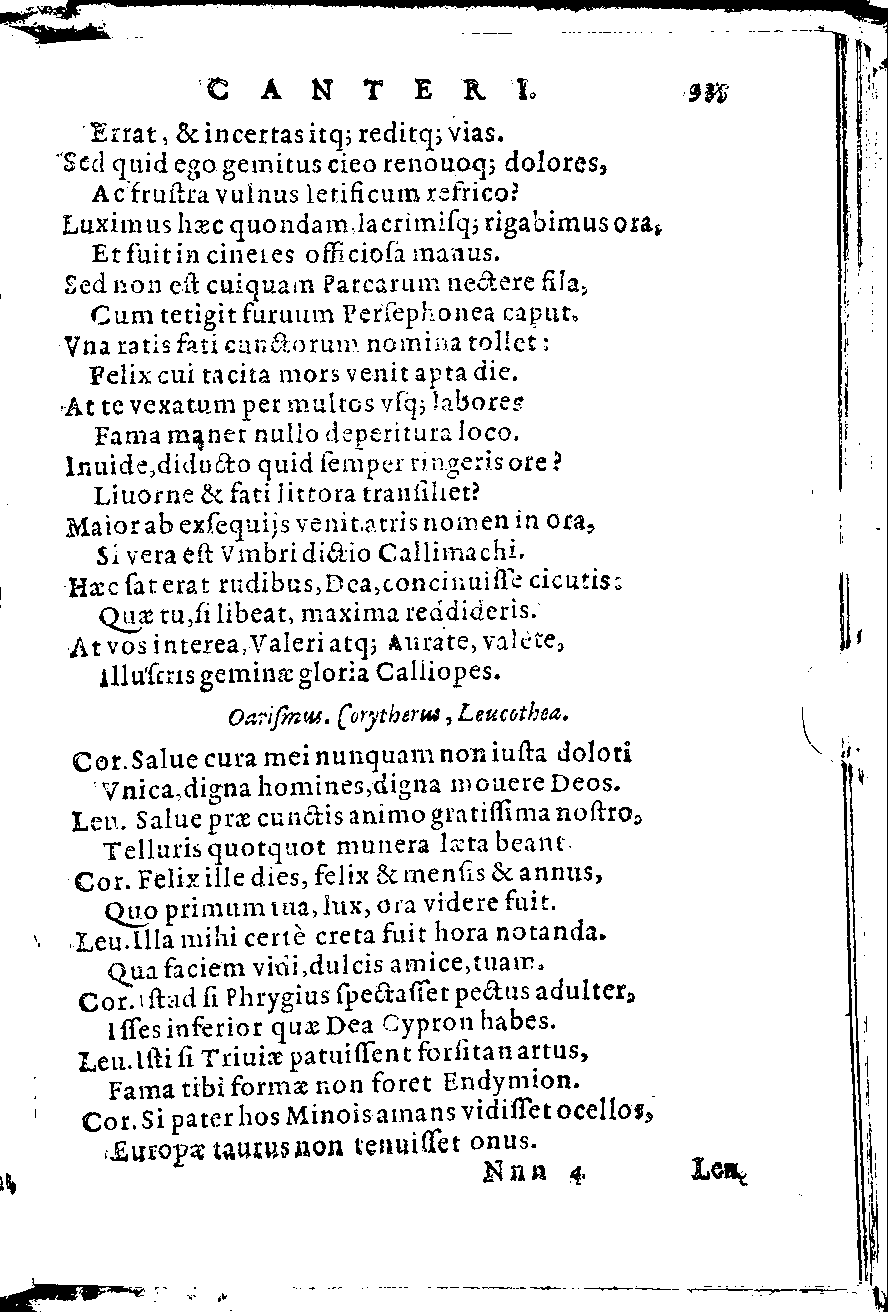 CANTERI. 935
Errat, & incertas itq; reditq; vias.
Sed quid ego gemitus cieo renouoq; dolores,
Ac frustra vulnus letificum refrico?
Luximus hæc quondam, lacrimisq; rigabimus ora,
Et fuit in cineres officiosa manus.
Sed non est cuiquam Parcarum nectere fila,
Cum tetigit furuum Persephonea caput.
Vna ratis fati cunctorum nomina tollet:
Felix cui tacita mors venit apta die.
At te vexatum per multos vsq; labores
Fama manet nullo deperitura loco.
Inuide, diducto quid semper ringeris ore?
Liuor ne & fati littora transiliet?
Maior ab exsequijs venit atris nomen in ora,
Si vera est Vmbri dictio Callimachi.
Hæc sat erat rudibus, Dea, concinuisse cicutis:
Quæ tu, si libeat, maxima reddideris.
At vos interea, Valeri atq; Aurate, valete,
Illustris geminæ gloria Calliopes.
Oarismus. Corytherus, Leucothea.
Cor. Salue cura mei nunquam non iusta dolori
Vnica, digna homines, digna mouere Deos.
Leu. Salue præ cunctis animo gratissima nostro,
Telluris quotquot munera læta beant.
Cor. Felix ille dies, felix & mensis & annus,
Quo primum tua, lux, ora videre fuit.
Leu. Illa mihi certè creta fuit hora notanda.
Qua faciem vidi, dulcis amice, tuam.
Cor. istud si Phrygius spectasset pectus adulter,
Isses inferior quæ Dea Cypron habes.
Leu. Isti si Triuiæ patuissent forsitan artus,
Fama tibi formæ non foret Endymion.
Cor. Si pater hos Minois amans vidisset ocellos,
Europæ taurus non tenuisset onus.
Nnn 4 Leu.